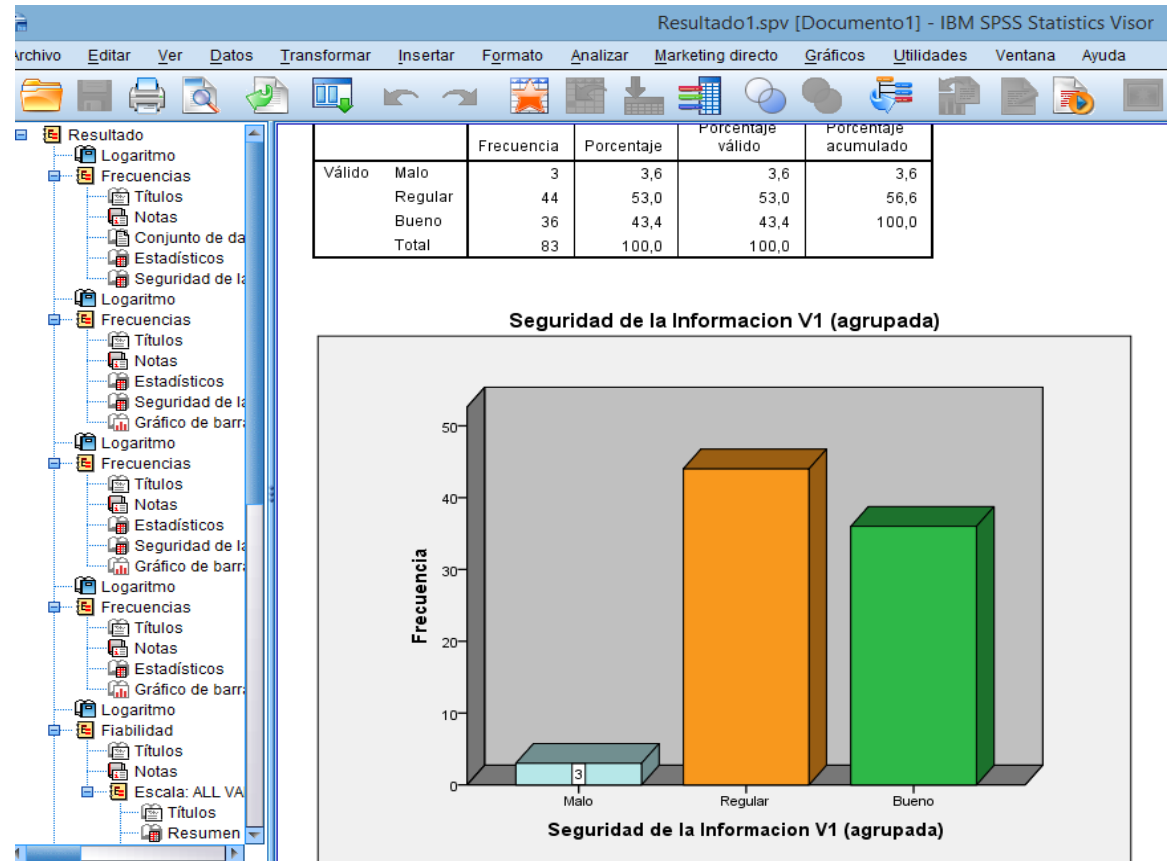 Resultado1.spv [Documento1] - IBM SPSS Statistics Visor
Archivo Editar Ver Datos Transformar Insertar Formato Analizar Marketing directo Gráficos Utilidades Ventana Ayuda
Resultado
Logaritmo
Frecuencias
Títulos
Notas
Conjunto de da
Estadísticos
Seguridad de la
Logaritmo
Frecuencias
Títulos
Notas
Estadísticos
Seguridad de la
Gráfico de barra
Logaritmo
Frecuencias
Títulos
Notas
Estadísticos
Seguridad de la
Gráfico de barra
Logaritmo
Frecuencias
Títulos
Notas
Estadísticos
Gráfico de barra
Logaritmo
Fiabilidad
Títulos
Notas
Escala: ALL VA
Títulos
Resumen
Frecuencia Porcentaje Porcentaje válido Porcentaje acumulado
Válido Malo 3 3,6 3,6 3,6
Regular 44 53,0 53,0 56,6
Bueno 36 43,4 43,4 100,0
Total 83 100,0 100,0
Seguridad de la Informacion V1 (agrupada)
Frecuencia
50
40
30
20
10
0
3
Malo Regular Bueno
Seguridad de la Informacion V1 (agrupada)